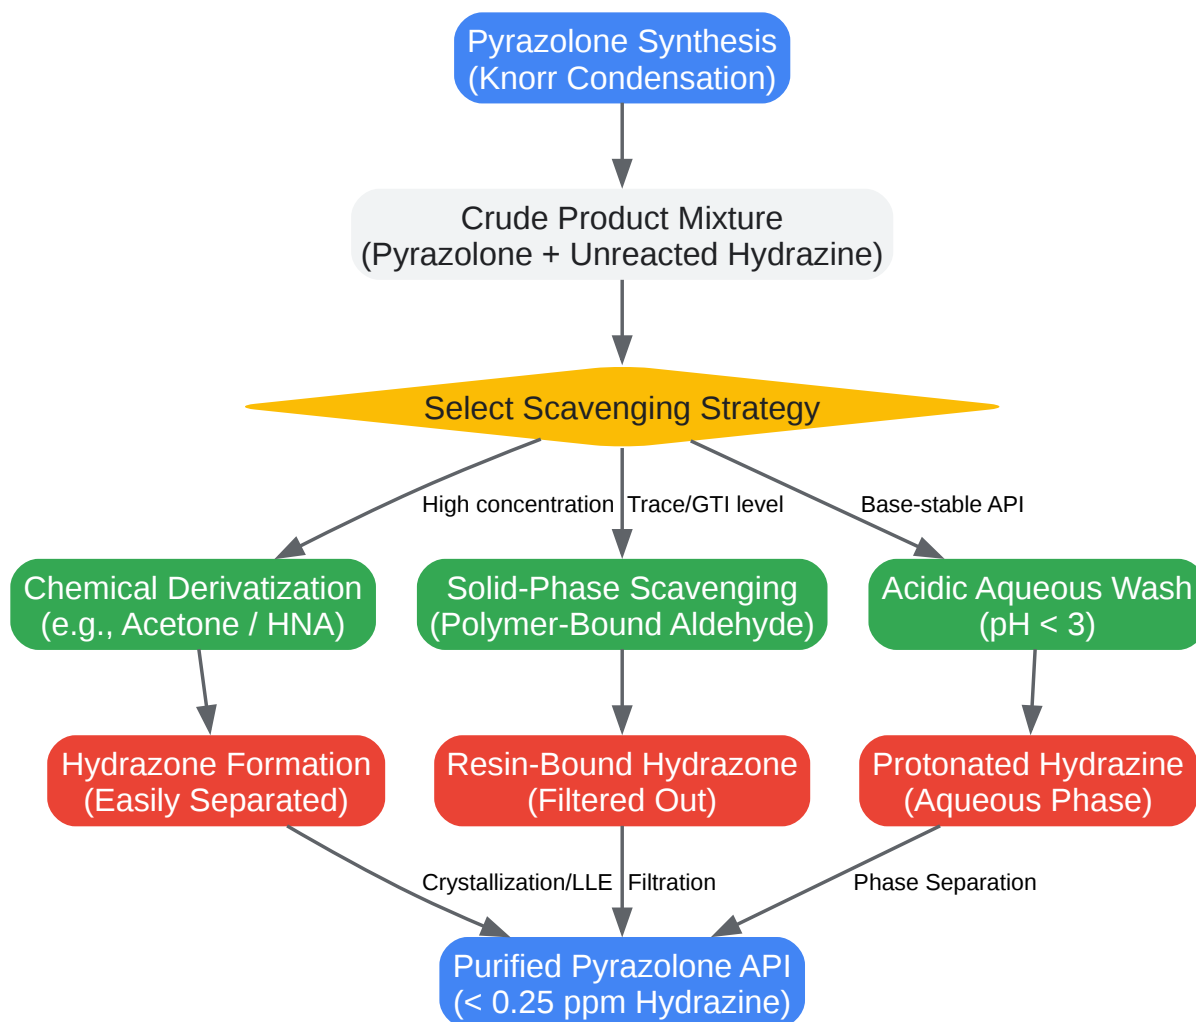 Pyrazolone Synthesis
(Knorr Condensation)
Crude Product Mixture
(Pyrazolone + Unreacted Hydrazine)
Select Scavenging Strategy
High concentration
Trace/GTI level
Base-stable API
Chemical Derivatization
(e.g., Acetone / HNA)
Solid-Phase Scavenging
(Polymer-Bound Aldehyde)
Acidic Aqueous Wash
(pH < 3)
Hydrazone Formation
(Easily Separated)
Resin-Bound Hydrazone
(Filtered Out)
Protonated Hydrazine
(Aqueous Phase)
Crystallization/LLE
Filtration
Phase Separation
Purified Pyrazolone API
(< 0.25 ppm Hydrazine)